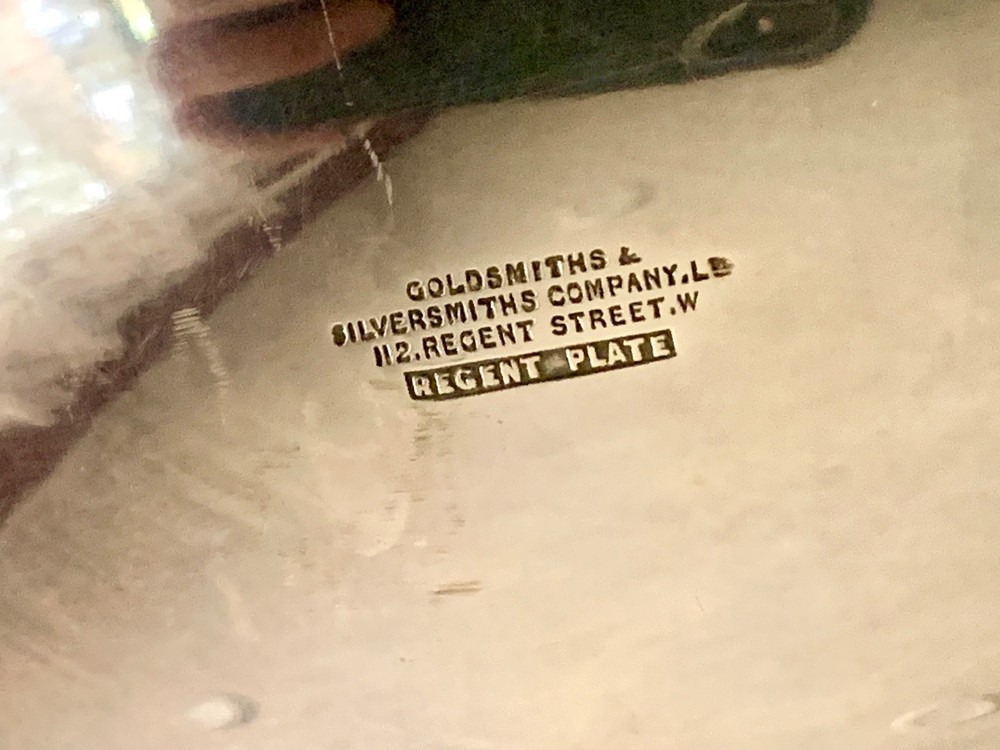 GOLDSMITHS &
SILVERSMITHS COMPANY.LD
112.REGENT STREET.W
REGENT PLATE